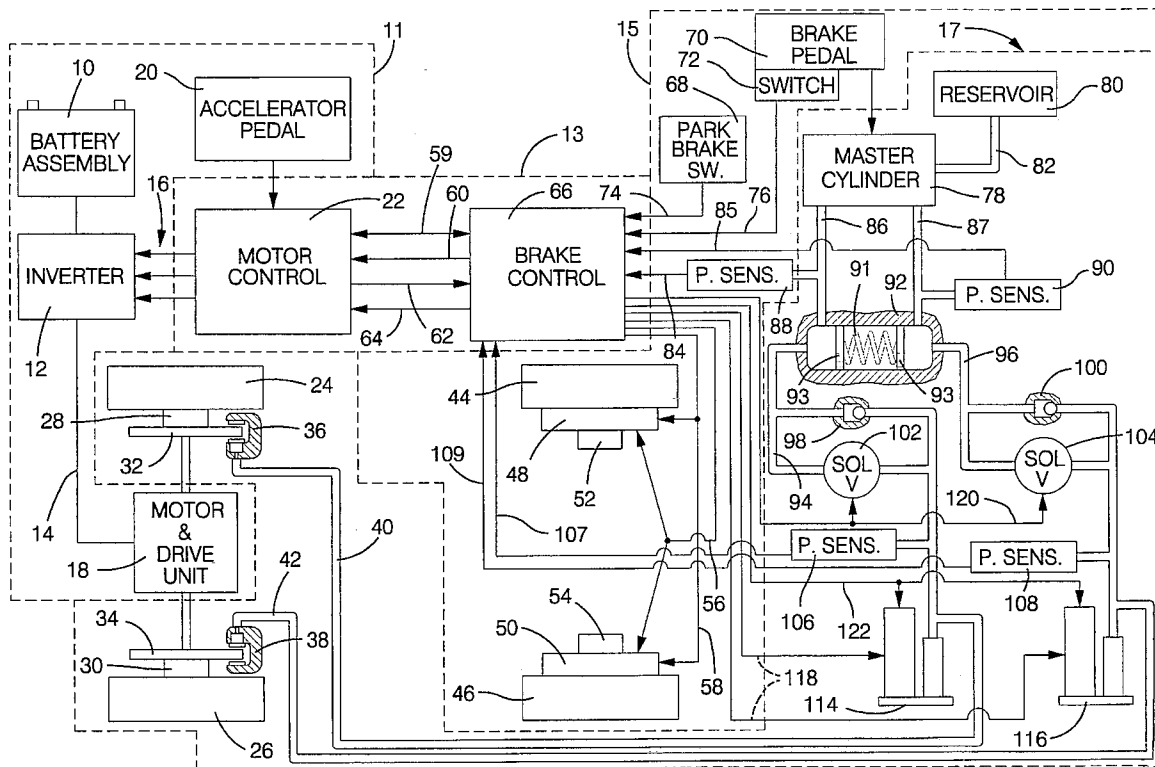 11
15
70
BRAKE
PEDAL
17
72
SWITCH
10
20
68
BATTERY
ASSEMBLY
ACCELERATOR
PEDAL
13
PARK
BRAKE
SW.
RESERVOIR
80
82
MASTER
CYLINDER
78
16
22
59
60
66
74
85
76
86
87
INVERTER
MOTOR
CONTROL
BRAKE
CONTROL
P. SENS.
88
91
92
P. SENS.
90
12
64
62
84
93
93
96
24
28
36
32
44
48
52
98
100
102
SOL
V
104
SOL
V
109
107
94
120
14
MOTOR
&
DRIVE
UNIT
18
40
42
P. SENS.
106
56
P. SENS.
108
122
34
38
30
54
50
46
58
118
114
116
26